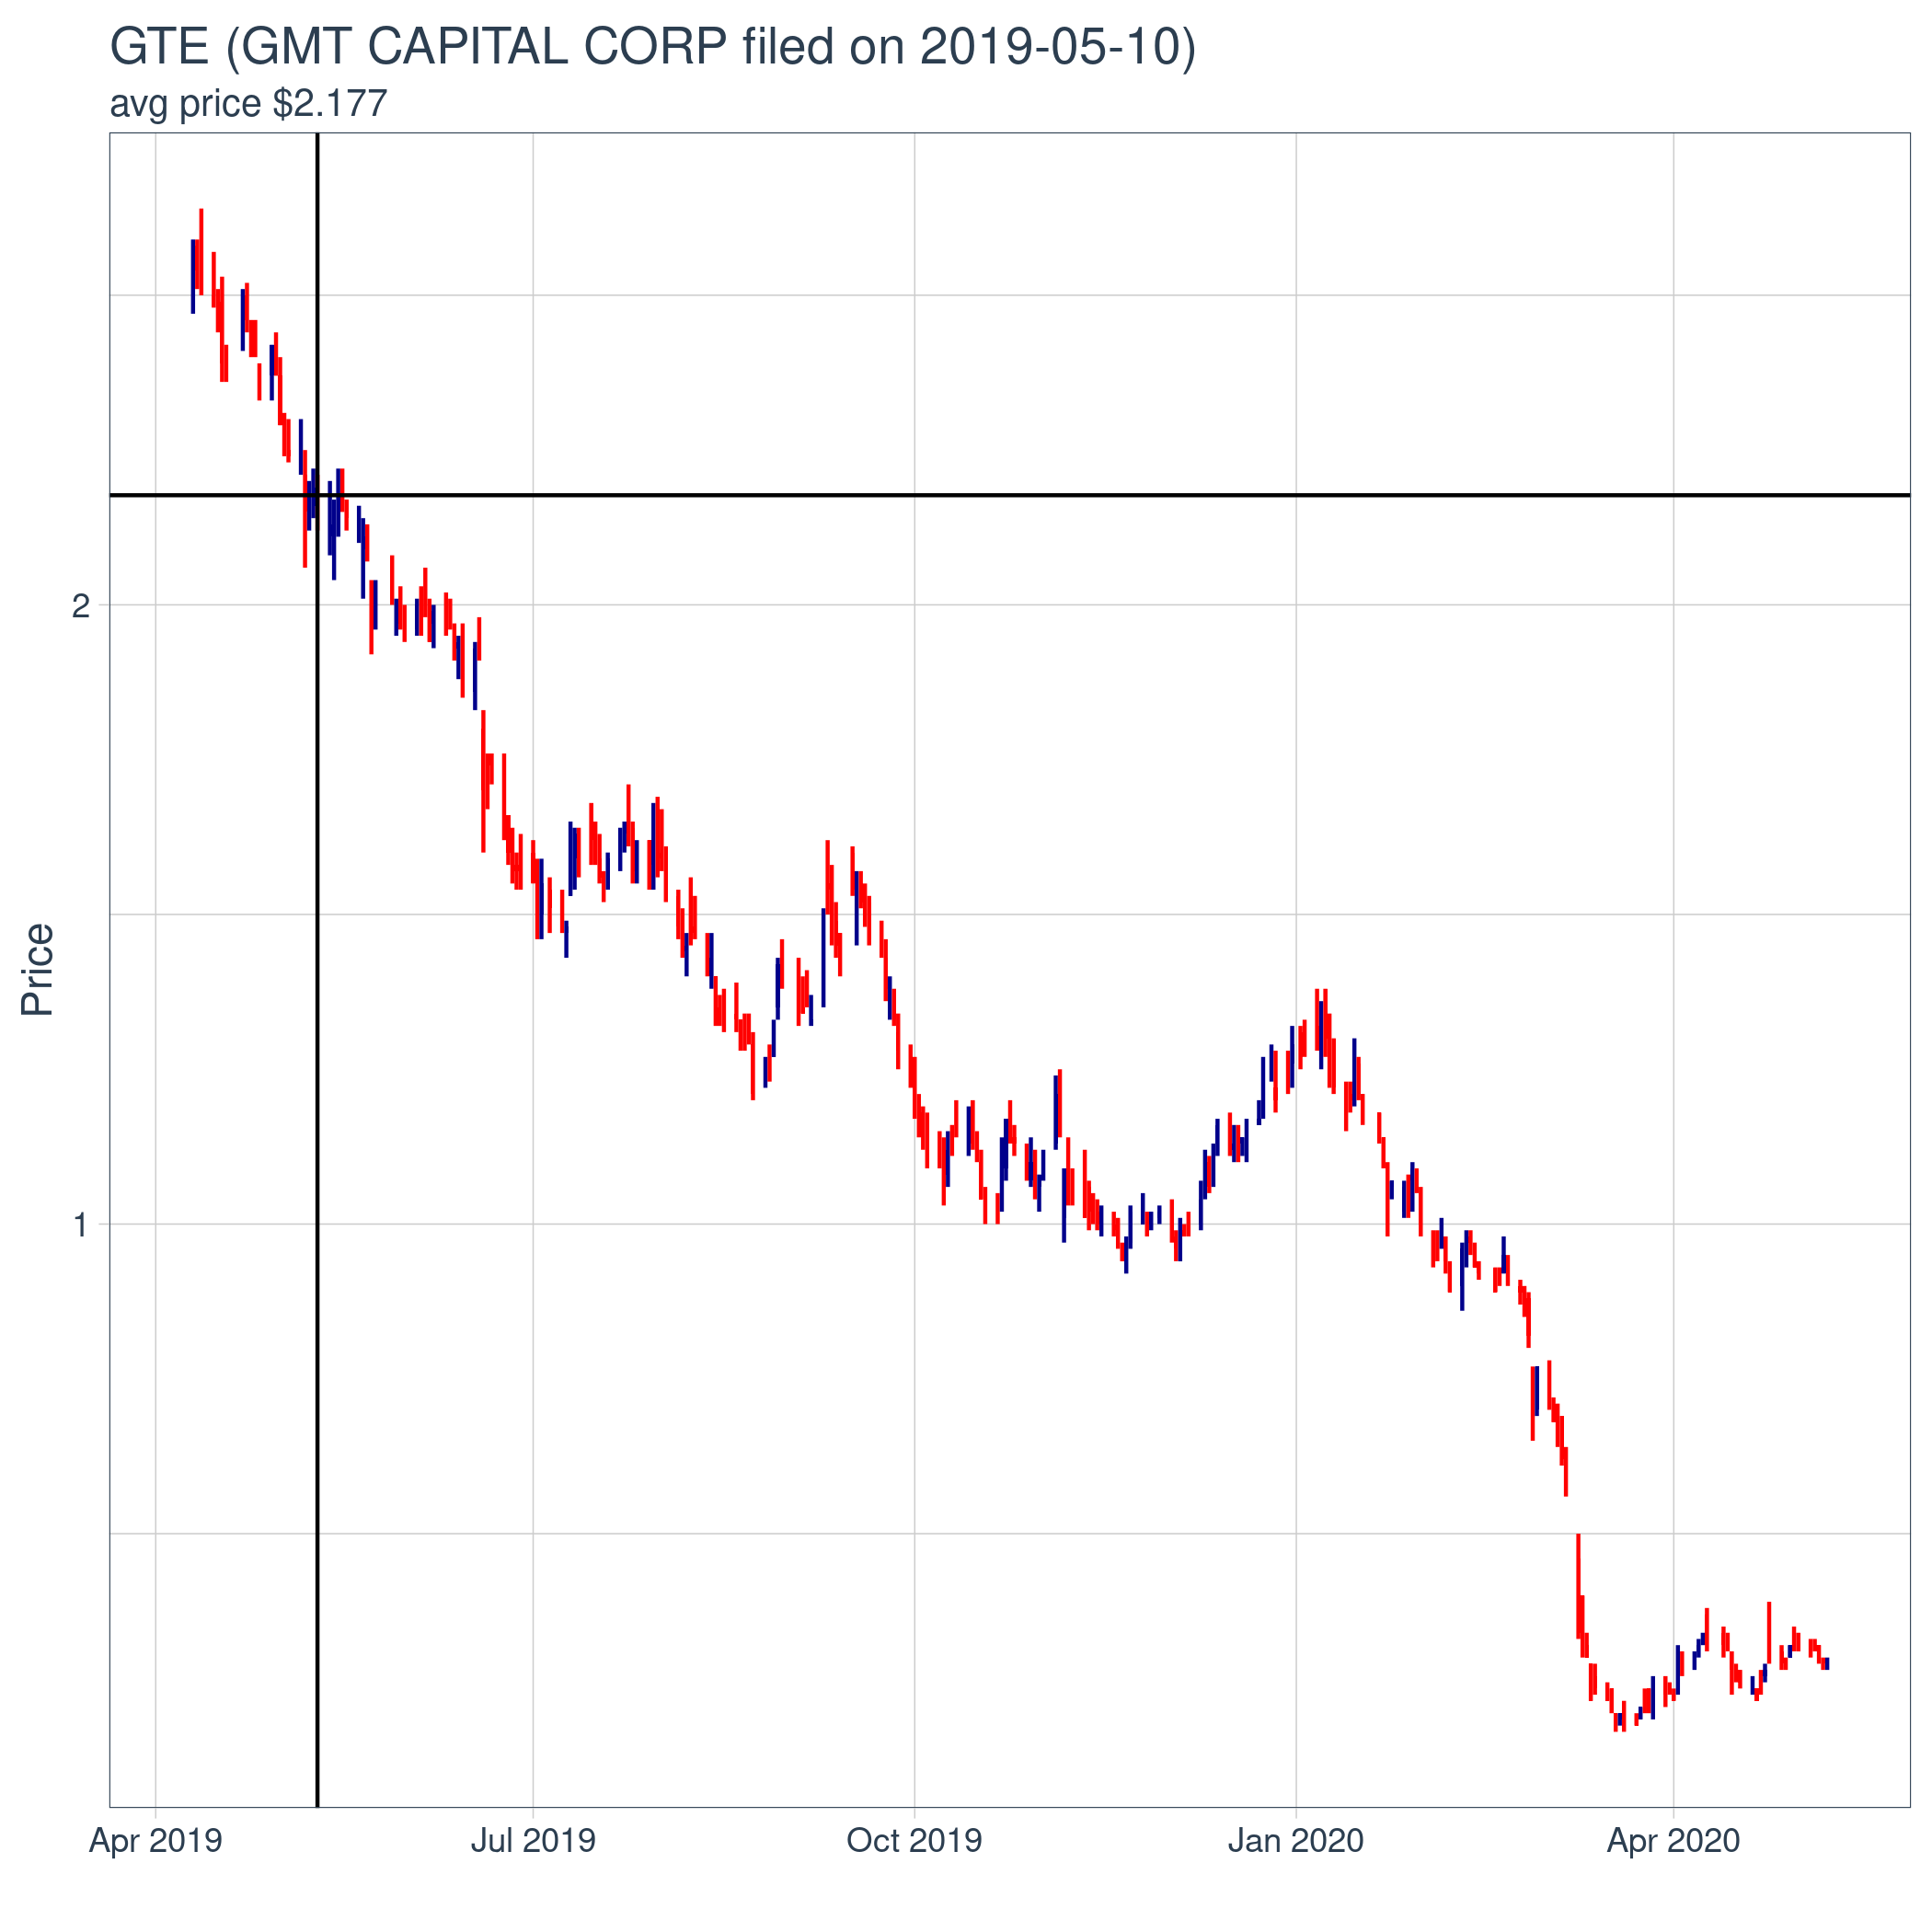 GTE (GMT CAPITAL CORP filed on 2019-05-10)
avg price $2.177
Price
2
1
Apr 2019
Jul 2019
Oct 2019
Jan 2020
Apr 2020